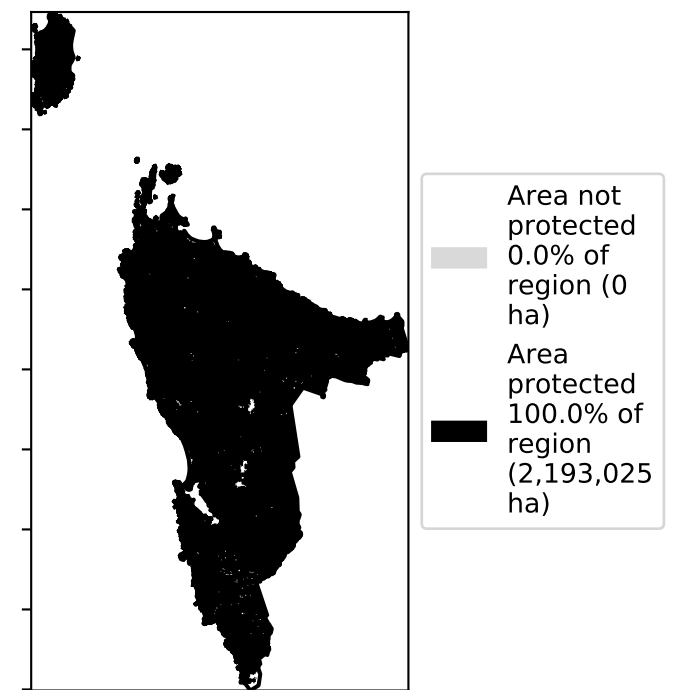 Area not
protected
0.0% of
region (0
ha)
Area
protected
100.0% of
region
(2,193,025
ha)